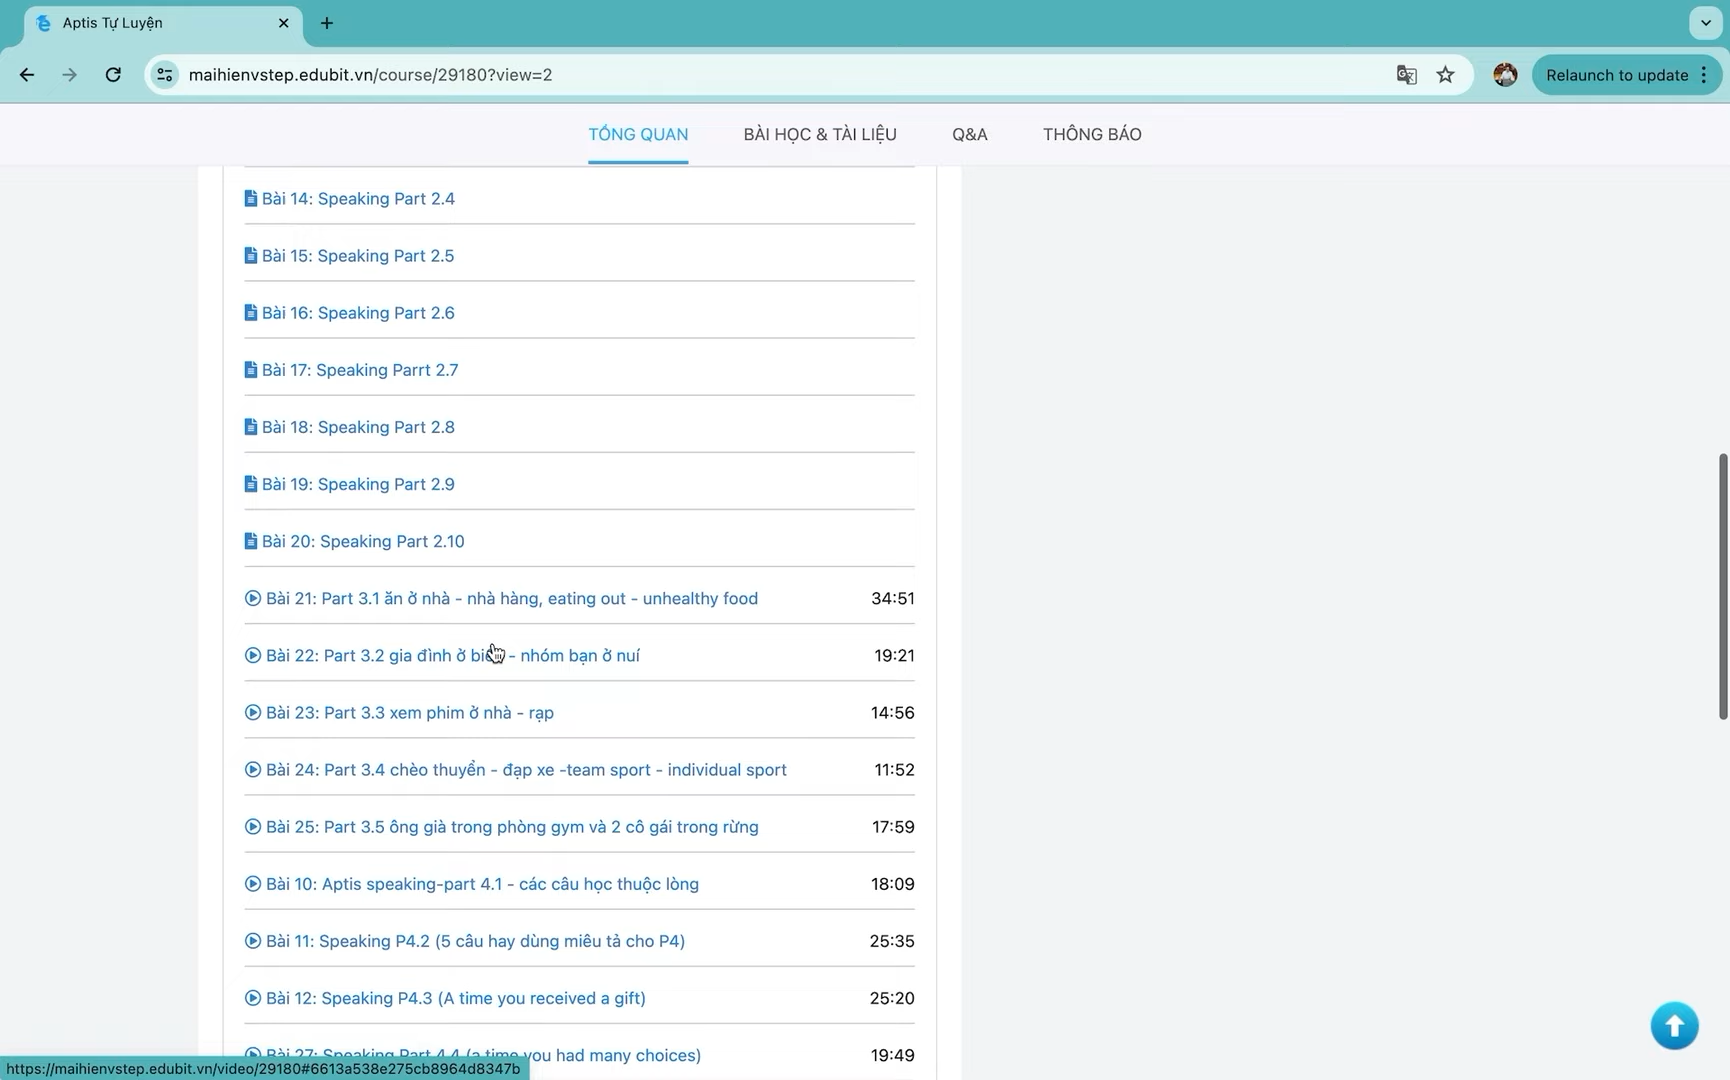 Aptis Tự Luyện
maihienvstep.edubit.vn/course/29180?view=2
Relaunch to update
TỔNG QUAN
BÀI HỌC & TÀI LIỆU
Q&A
THÔNG BÁO
Bài 14: Speaking Part 2.4
Bài 15: Speaking Part 2.5
Bài 16: Speaking Part 2.6
Bài 17: Speaking Parrt 2.7
Bài 18: Speaking Part 2.8
Bài 19: Speaking Part 2.9
Bài 20: Speaking Part 2.10
Bài 21: Part 3.1 ăn ở nhà - nhà hàng, eating out - unhealthy food 34:51
Bài 22: Part 3.2 gia đình ở - nhóm bạn ở nuí 19:21
Bài 23: Part 3.3 xem phim ở nhà - rạp 14:56
Bài 24: Part 3.4 chèo thuyển - đạp xe -team sport - individual sport 11:52
Bài 25: Part 3.5 ông già trong phòng gym và 2 cô gái trong rừng 17:59
Bài 10: Aptis speaking-part 4.1 - các câu học thuộc lòng 18:09
Bài 11: Speaking P4.2 (5 câu hay dùng miêu tả cho P4) 25:35
Bài 12: Speaking P4.3 (A time you received a gift) 25:20
Bài 27: Speaking Part 4.4 (a time you had many choices) 19:49
https://maihienvstep.edubit.vn/video/29180#6613a538e275cb8964d8347b